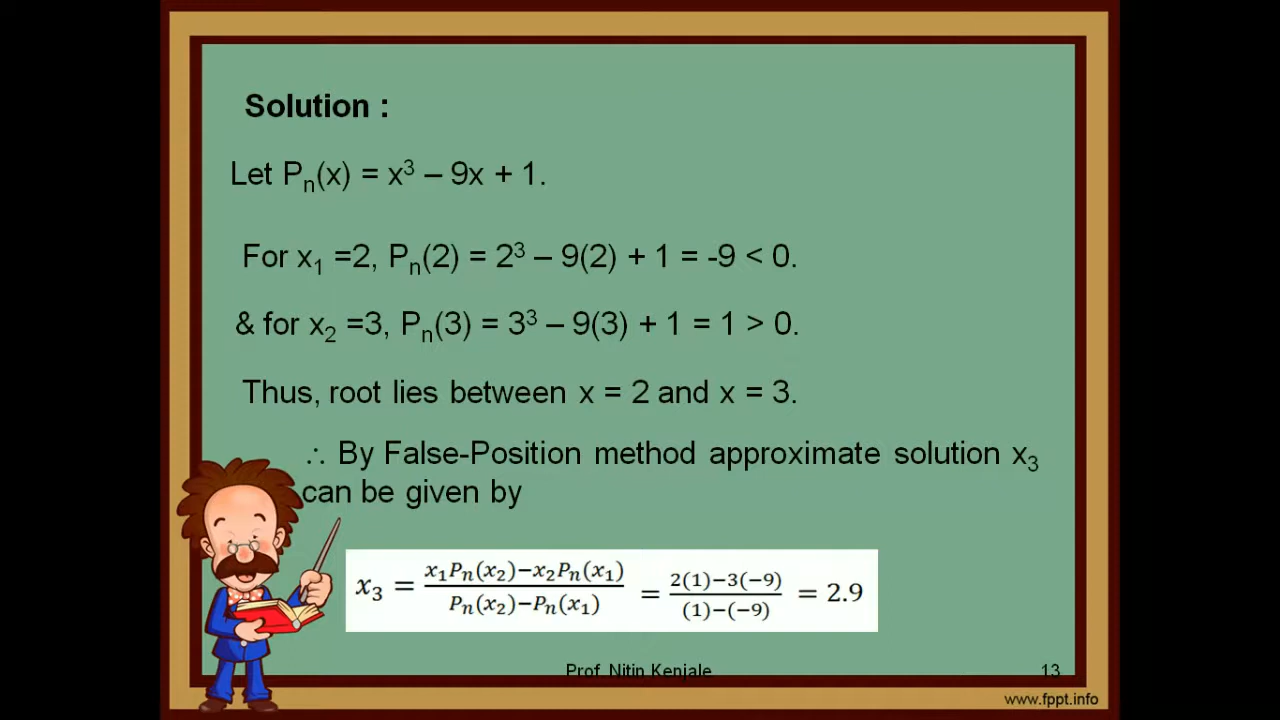 Solution :
Let Pₙ(x) = x³ – 9x + 1.
For x₁ =2, Pₙ(2) = 2³ – 9(2) + 1 = -9 < 0.
& for x₂ =3, Pₙ(3) = 3³ – 9(3) + 1 = 1 > 0.
Thus, root lies between x = 2 and x = 3.
∴ By False-Position method approximate solution x₃
can be given by
x₃ = (x₁Pₙ(x₂)−x₂Pₙ(x₁))/(Pₙ(x₂)−Pₙ(x₁)) = (2(1)−3(−9))/((1)−(−9)) = 2.9
Prof. Nitin Kenjale 13
www.fppt.info